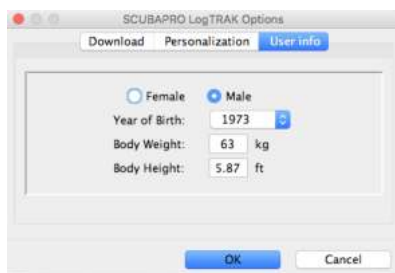 SCUBAPRO LogTRAK Options
Download Personalization User info
Female Male
Year of Birth: 1973
Body Weight: 63 kg
Body Height: 5.87 ft
OK Cancel